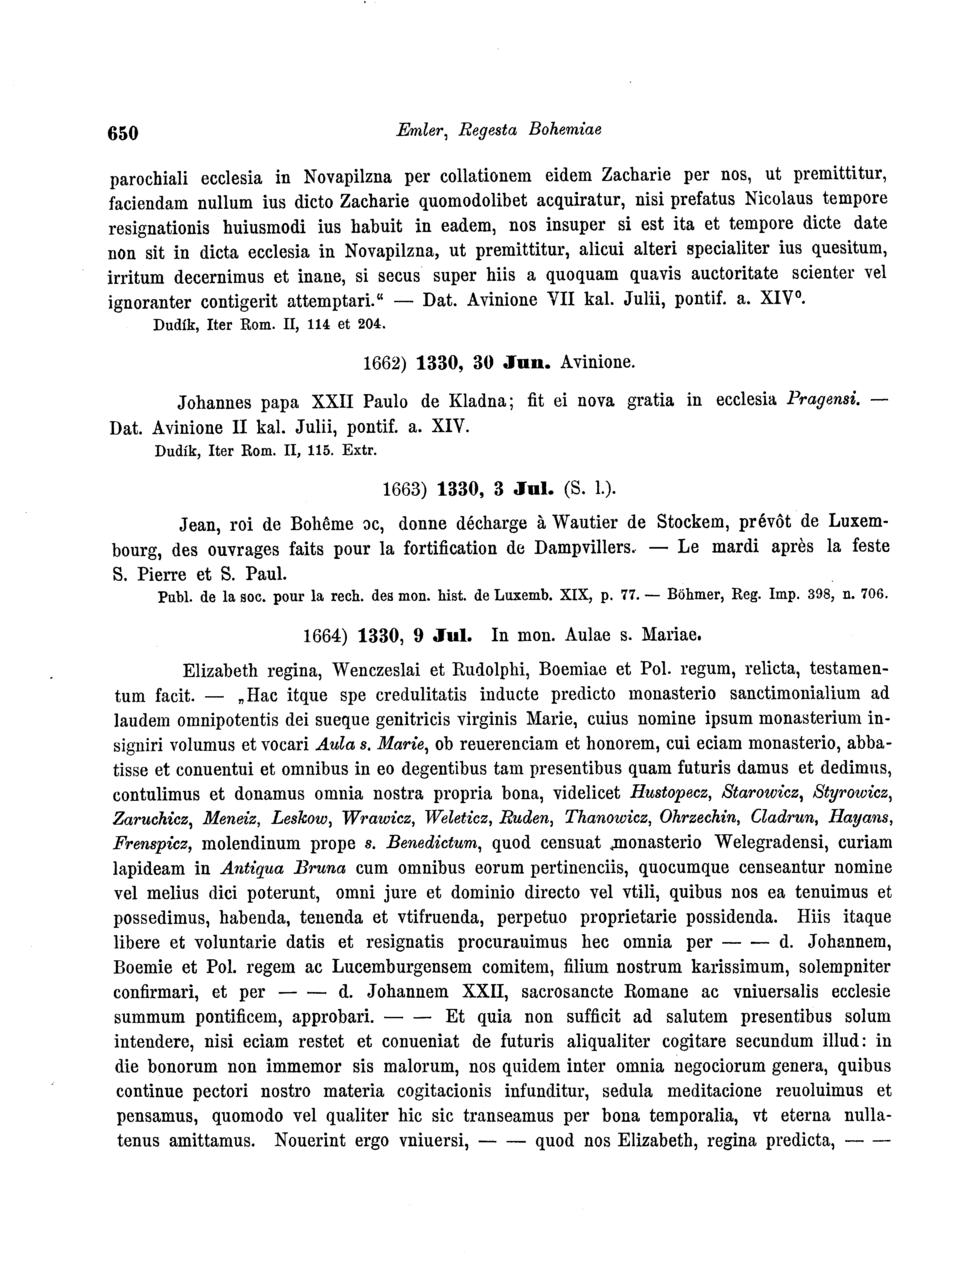 650 Emler, Regesta Bohemiae
parochiali ecclesia in Novapilzna per collationem eidem Zacharie per nos, ut premittitur,
faciendam nullum ius dicto Zacharie quomodolibet acquiratur, nisi prefatus Nicolaus tempore
resignationis huiusmodi ius habuit in eadem, nos insuper si est ita et tempore dicte date
non sit in dicta ecclesia in Novapilzna, ut premittitur, alicui alteri specialiter ius quesitum,
irritum decernimus et inane, si secus super hiis a quoquam quavis auctoritate scienter vel
ignoranter contigerit attemptari.“ — Dat. Avinione VII kal. Julii, pontif. a. XIV⁰.
Dudík, Iter Rom. II, 114 et 204.
1662) 1330, 30 Jun. Avinione.
Johannes papa XXII Paulo de Kladna; fit ei nova gratia in ecclesia Pragensi. —
Dat. Avinione II kal. Julii, pontif. a. XIV.
Dudík, Iter Rom. II, 115. Extr.
1663) 1330, 3 Jul. (S. l.).
Jean, roi de Bohême ɔc, donne décharge à Wautier de Stockem, prévôt de Luxem-
bourg, des ouvrages faits pour la fortification de Dampvillers. — Le mardi après la feste
S. Pierre et S. Paul.
Publ. de la soc. pour la rech. des mon. hist. de Luxemb. XIX, p. 77. — Böhmer, Reg. Imp. 398, n. 706.
1664) 1330, 9 Jul. In mon. Aulae s. Mariae.
Elizabeth regina, Wenczeslai et Rudolphi, Boemiae et Pol. regum, relicta, testamen-
tum facit. — „Hac itque spe credulitatis inducte predicto monasterio sanctimonialium ad
laudem omnipotentis dei sueque genitricis virginis Marie, cuius nomine ipsum monasterium in-
signiri volumus et vocari Aula s. Marie, ob reuerenciam et honorem, cui eciam monasterio, abba-
tisse et conuentui et omnibus in eo degentibus tam presentibus quam futuris damus et dedimus,
contulimus et donamus omnia nostra propria bona, videlicet Hustopecz, Starowicz, Styrowicz,
Zaruchicz, Meneiz, Leskow, Wrawicz, Weleticz, Ruden, Thanowicz, Ohrzechin, Cladrun, Hayans,
Frenspicz, molendinum prope s. Benedictum, quod censuat monasterio Welegradensi, curiam
lapideam in Antiqua Bruna cum omnibus eorum pertinenciis, quocumque censeantur nomine
vel melius dici poterunt, omni jure et dominio directo vel vtili, quibus nos ea tenuimus et
possedimus, habenda, tenenda et vtifruenda, perpetuo proprietarie possidenda. Hiis itaque
libere et voluntarie datis et resignatis procurauimus hec omnia per — — d. Johannem,
Boemie et Pol. regem ac Lucemburgensem comitem, filium nostrum karissimum, solempniter
confirmari, et per — — d. Johannem XXII, sacrosancte Romane ac vniuersalis ecclesie
summum pontificem, approbari. — — Et quia non sufficit ad salutem presentibus solum
intendere, nisi eciam restet et conueniat de futuris aliqualiter cogitare secundum illud: in
die bonorum non immemor sis malorum, nos quidem inter omnia negociorum genera, quibus
continue pectori nostro materia cogitacionis infunditur, sedula meditacione reuoluimus et
pensamus, quomodo vel qualiter hic sic transeamus per bona temporalia, vt eterna nulla-
tenus amittamus. Nouerint ergo vniuersi, — — quod nos Elizabeth, regina predicta, — —